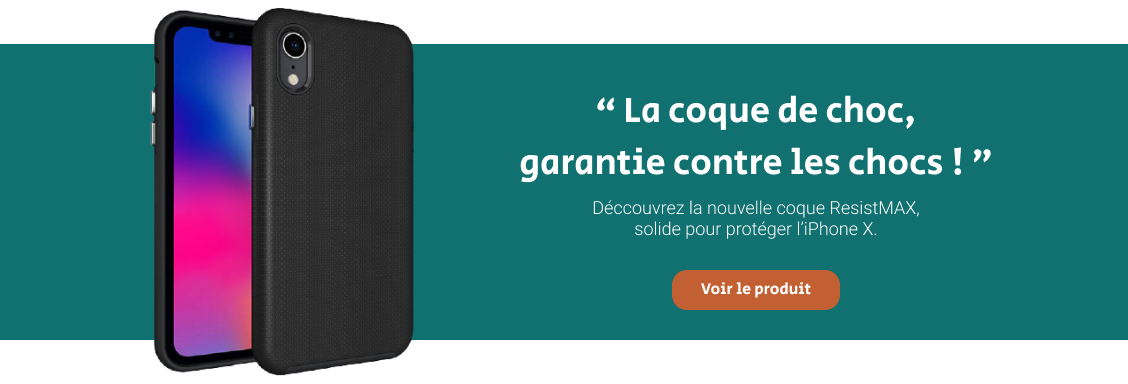 “ La coque de choc,
garantie contre les chocs ! ”
Déccouvrez la nouvelle coque ResistMAX,
solide pour protéger l’iPhone X.
Voir le produit